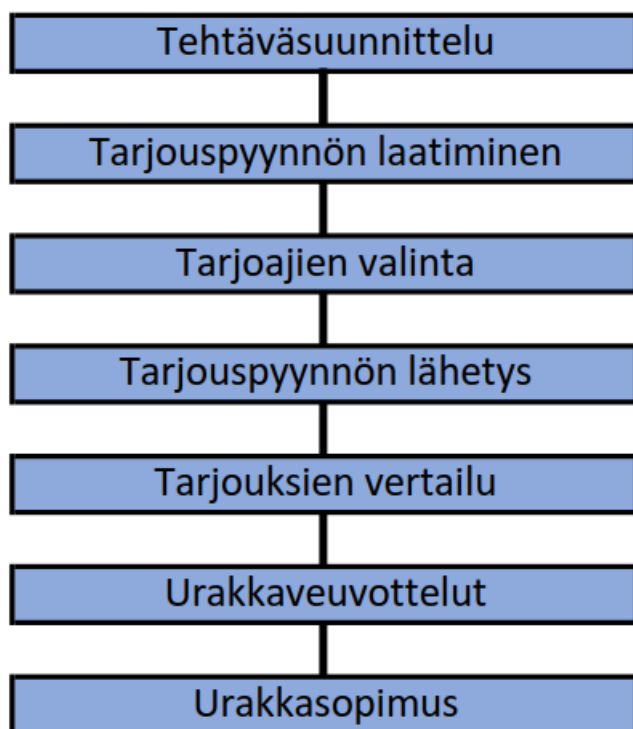 Tehtäväsuunnittelu
Tarjouspyynnön laatiminen
Tarjoajien valinta
Tarjouspyynnön lähetys
Tarjouksien vertailu
Urakkaveuvottelut
Urakkasopimus